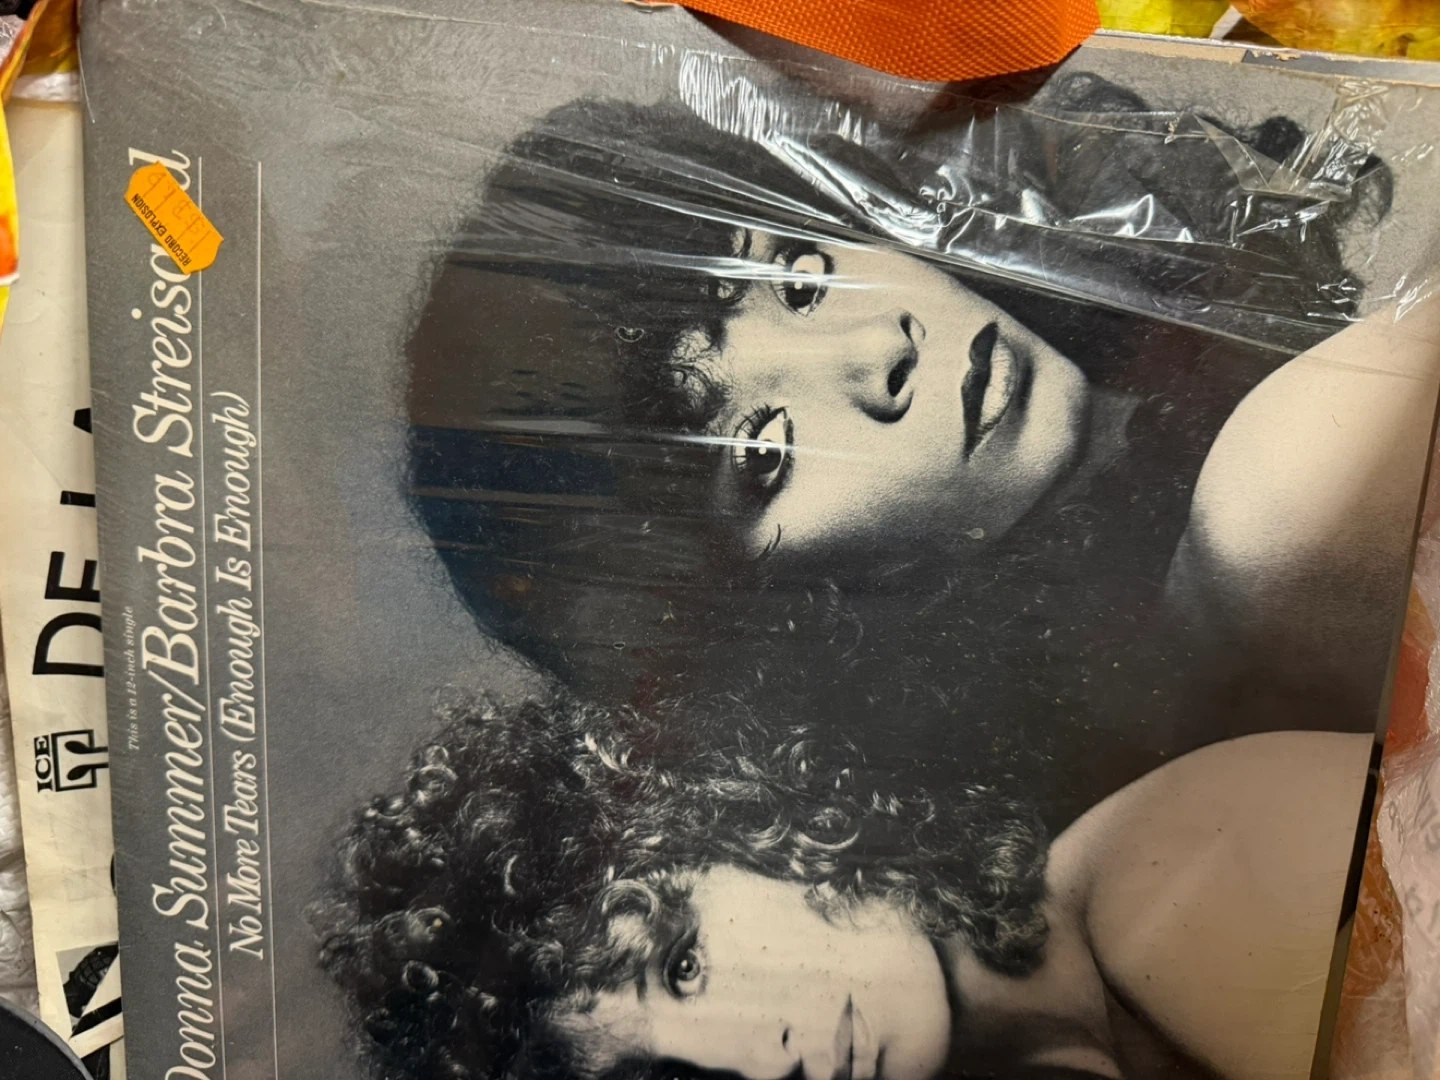 This is a 12-inch single
Donna Summer/Barbra Streisa d
No More Tears (Enough Is Enough)
RECORD EXPLOSION
ICE
DE LA